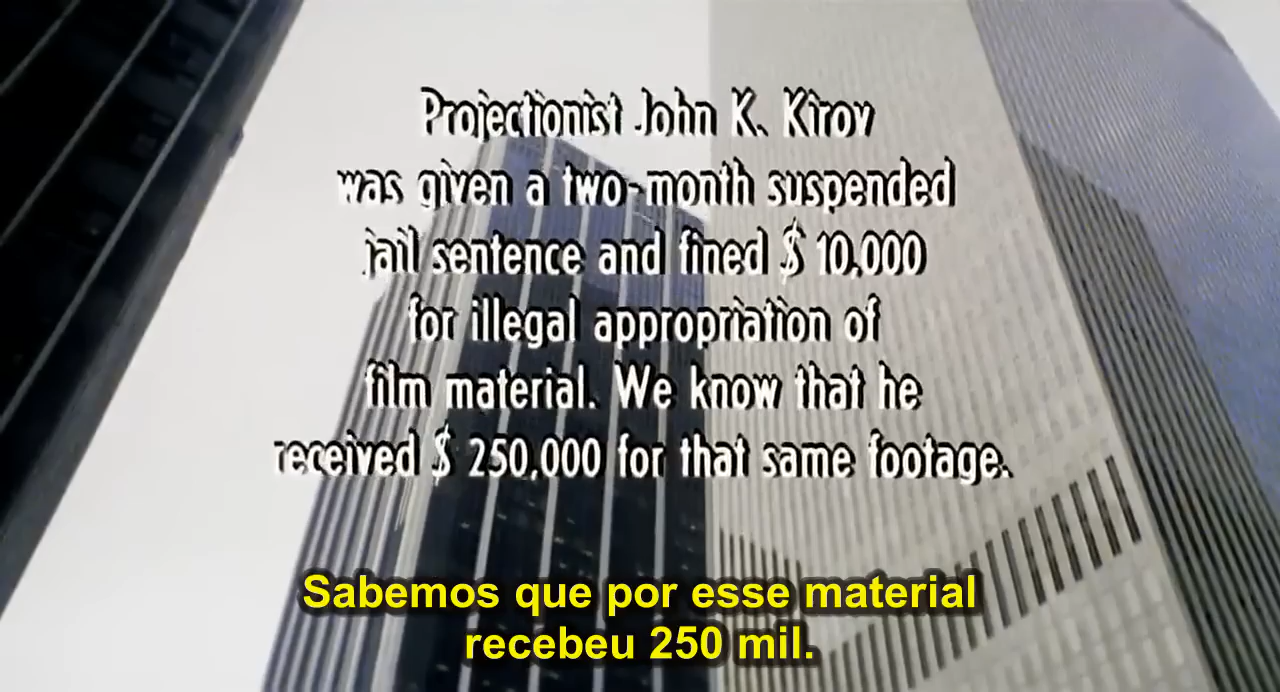 Projectionist John K. Kirov
was given a two-month suspended
jail sentence and fined $ 10,000
for illegal appropriation of
film material. We know that he
received $ 250,000 for that same footage.
Sabemos que por esse material
recebeu 250 mil.